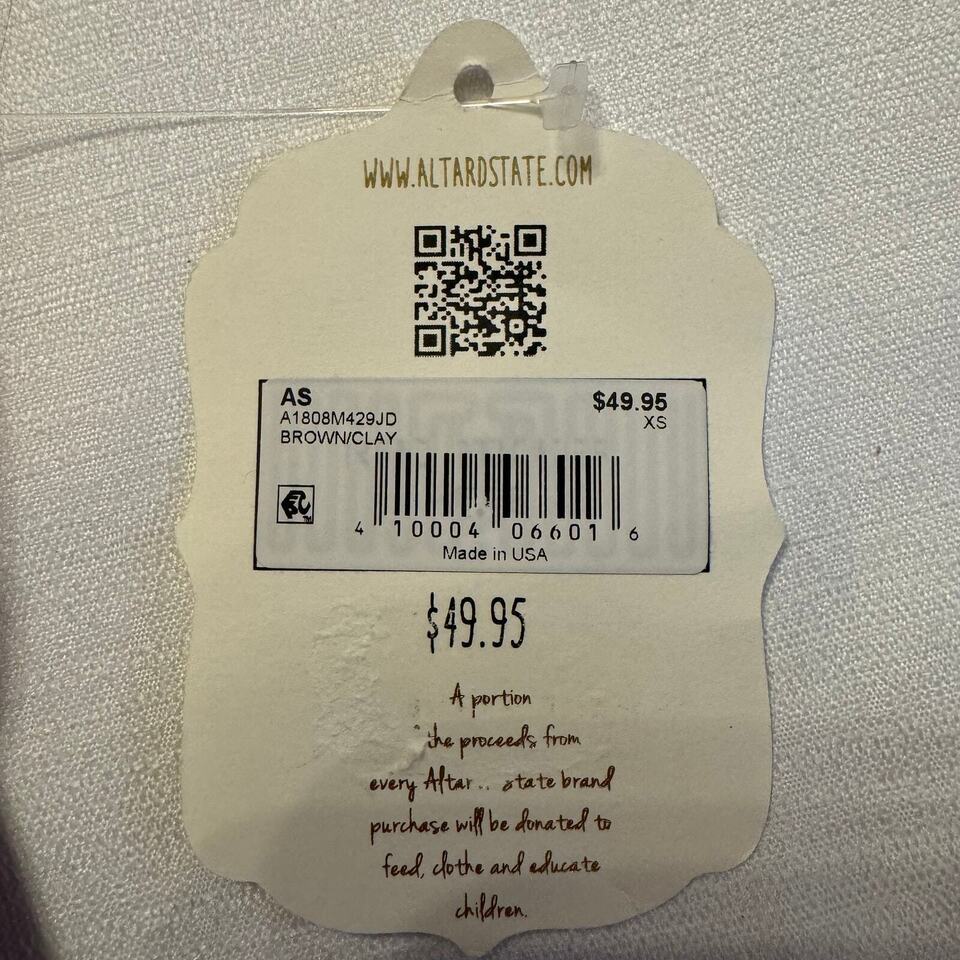 WWW.ALTARDSTATE.COM
AS
$49.95
A1808M429JD
XS
BROWN/CLAY
4 10004 06601 6
Made in USA
$49.95
A portion
the proceeds from
every Altar state brand
purchase will be donated to
feed, clothe and educate
children.